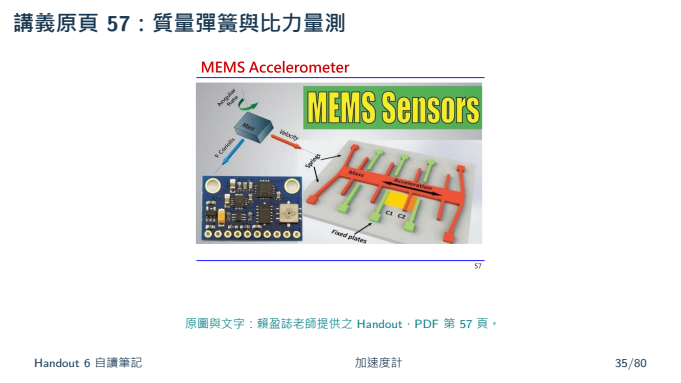 講義原頁 57：質量彈簧與比力量測
MEMS Accelerometer
MEMS Sensors
Angular
Rate
Mass
Velocity
F Coriolis
Springs
Mass
Acceleration
C1 C2
Fixed plates
57
原圖與文字：賴盈誌老師提供之 Handout，PDF 第 57 頁。
Handout 6 自讀筆記
加速度計
35/80